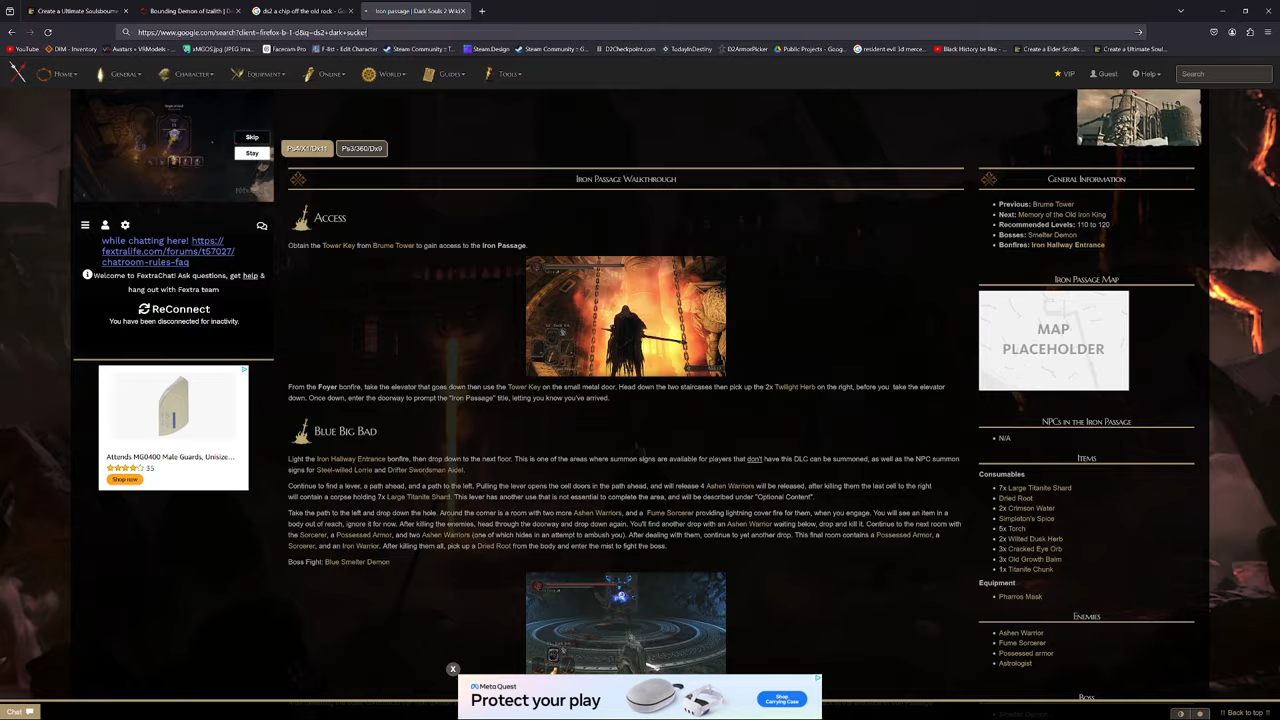 Create a Ultimate Soulsbourne
Bounding Demon of Izalith | D
ds2 a chip off the old rock - Go
Iron passage | Dark Souls 2 Wiki
https://www.google.com/search?client=firefox-b-1-d&q=ds2+dark+sucker
YouTube
DIM - Inventory
Avatars ~ VRModels - ...
xMGOS.jpg (JPEG Ima...
Facecam Pro
F-list - Edit Character
Steam Community :: T...
Steam.Design
Steam Community :: G...
D2Checkpoint.com
TodayInDestiny
D2ArmorPicker
Public Projects - Goog...
resident evil 3d merce...
Black History be like - ...
Create a Elder Scrolls ...
Create a Ultimate Soul...
Home
General
Character
Equipment
Online
World
Guides
Tools
VIP
Guest
Help
Search
Skip
Stay
Ps4/X1/Dx11
Ps3/360/Dx9
while chatting here! https://
fextralife.com/forums/t57027/
chatroom-rules-faq
Welcome to FextraChat! Ask questions, get help &
hang out with Fextra team
ReConnect
You have been disconnected for inactivity.
Attends MG0400 Male Guards, Unisize...
35
Shop now
Iron Passage Walkthrough
Access
Obtain the Tower Key from Brume Tower to gain access to the Iron Passage.
From the Foyer bonfire, take the elevator that goes down then use the Tower Key on the small metal door. Head down the two staircases then pick up the 2x Twilight Herb on the right, before you take the elevator
down. Once down, enter the doorway to prompt the "Iron Passage" title, letting you know you've arrived.
Blue Big Bad
Light the Iron Hallway Entrance bonfire, then drop down to the next floor. This is one of the areas where summon signs are available for players that don't have this DLC can be summoned, as well as the NPC summon
signs for Steel-willed Lorrie and Drifter Swordsman Aidel.
Continue to find a lever, a path ahead, and a path to the left. Pulling the lever opens the cell doors in the path ahead, and will release 4 Ashen Warriors will be released, after killing them the last cell to the right
will contain a corpse holding 7x Large Titanite Shard. This lever has another use that is not essential to complete the area, and will be described under "Optional Content".
Take the path to the left and drop down the hole. Around the corner is a room with two more Ashen Warriors, and a Fume Sorcerer providing lightning cover fire for them, when you engage. You will see an item in a
body out of reach, ignore it for now. After killing the enemies, head through the doorway and drop down again. You'll find another drop with an Ashen Warrior waiting below, drop and kill it. Continue to the next room with
the Sorcerer, a Possessed Armor, and two Ashen Warriors (one of which hides in an attempt to ambush you). After dealing with them, continue to yet another drop. This final room contains a Possessed Armor, a
Sorcerer, and an Iron Warrior. After killing them all, pick up a Dried Root from the body and enter the mist to fight the boss.
Boss Fight: Blue Smelter Demon
General Information
Previous: Brume Tower
Next: Memory of the Old Iron King
Recommended Levels: 110 to 120
Bosses: Smelter Demon
Bonfires: Iron Hallway Entrance
Iron Passage Map
MAP
PLACEHOLDER
NPCs in the Iron Passage
N/A
Items
Consumables
7x Large Titanite Shard
Dried Root
2x Crimson Water
Simpleton's Spice
5x Torch
2x Wilted Dusk Herb
3x Cracked Eye Orb
3x Old Growth Balm
1x Titanite Chunk
Equipment
Pharros Mask
Enemies
Ashen Warrior
Fume Sorcerer
Possessed armor
Astrologist
Boss
X
Meta Quest
Protect your play
Shop
Carrying Case
Chat
Back to top